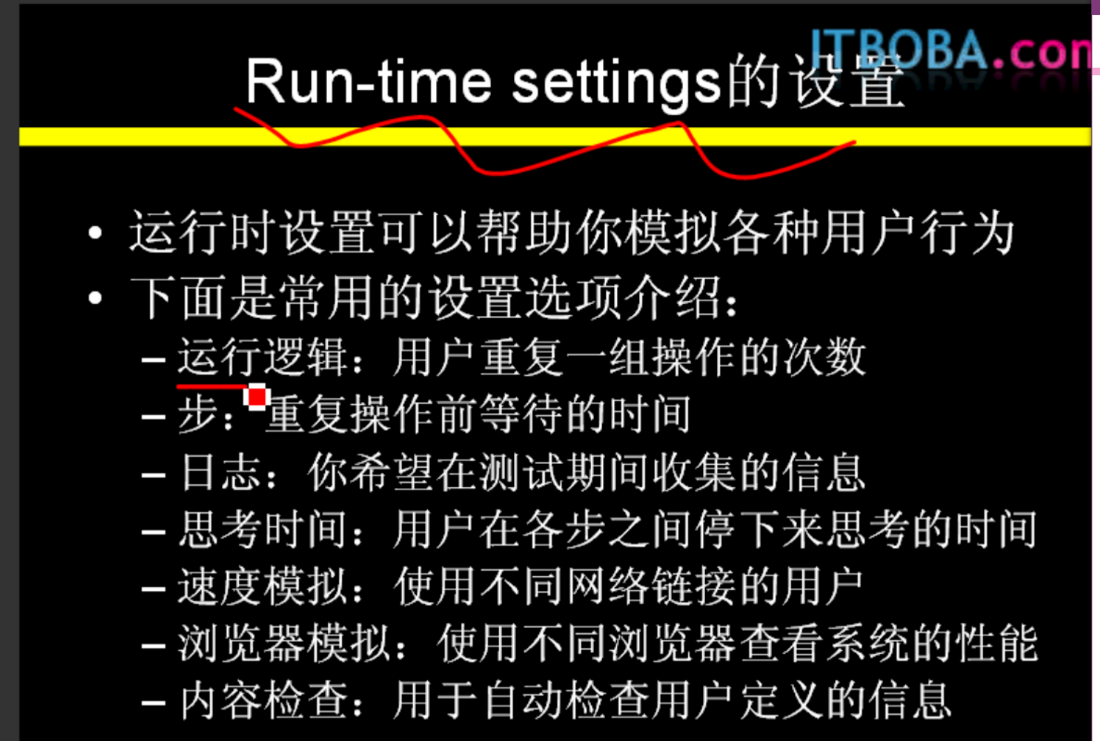 ITBOBA.com
Run-time settings的设置
• 运行时设置可以帮助你模拟各种用户行为
• 下面是常用的设置选项介绍：
– 运行逻辑：用户重复一组操作的次数
– 步：重复操作前等待的时间
– 日志：你希望在测试期间收集的信息
– 思考时间：用户在各步之间停下来思考的时间
– 速度模拟：使用不同网络链接的用户
– 浏览器模拟：使用不同浏览器查看系统的性能
– 内容检查：用于自动检查用户定义的信息